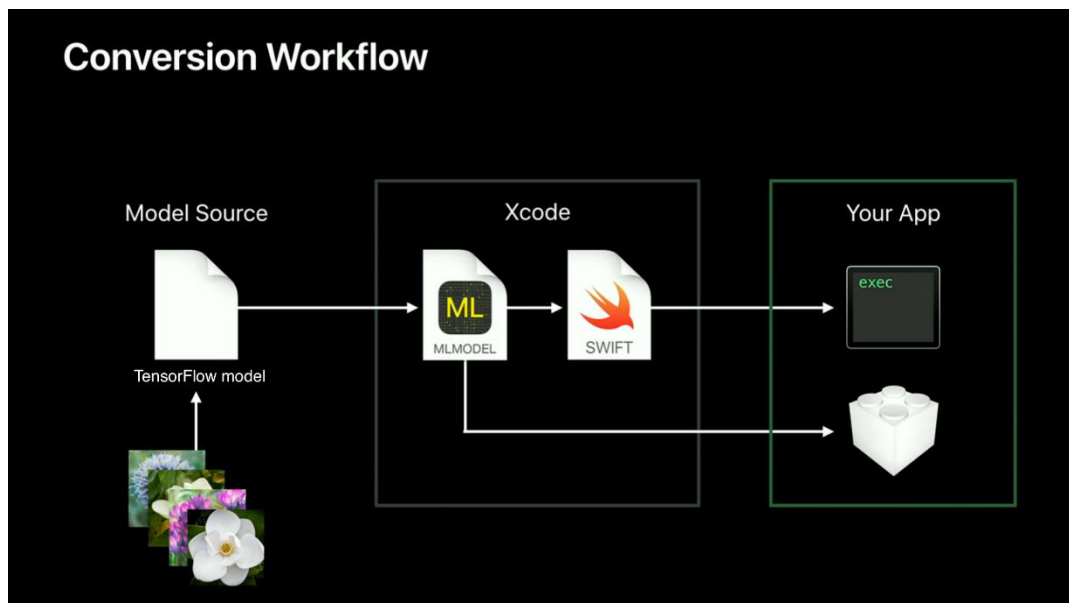 Conversion Workflow
Model Source
Xcode
Your App
exec
ML
MLMODEL
SWIFT
TensorFlow model